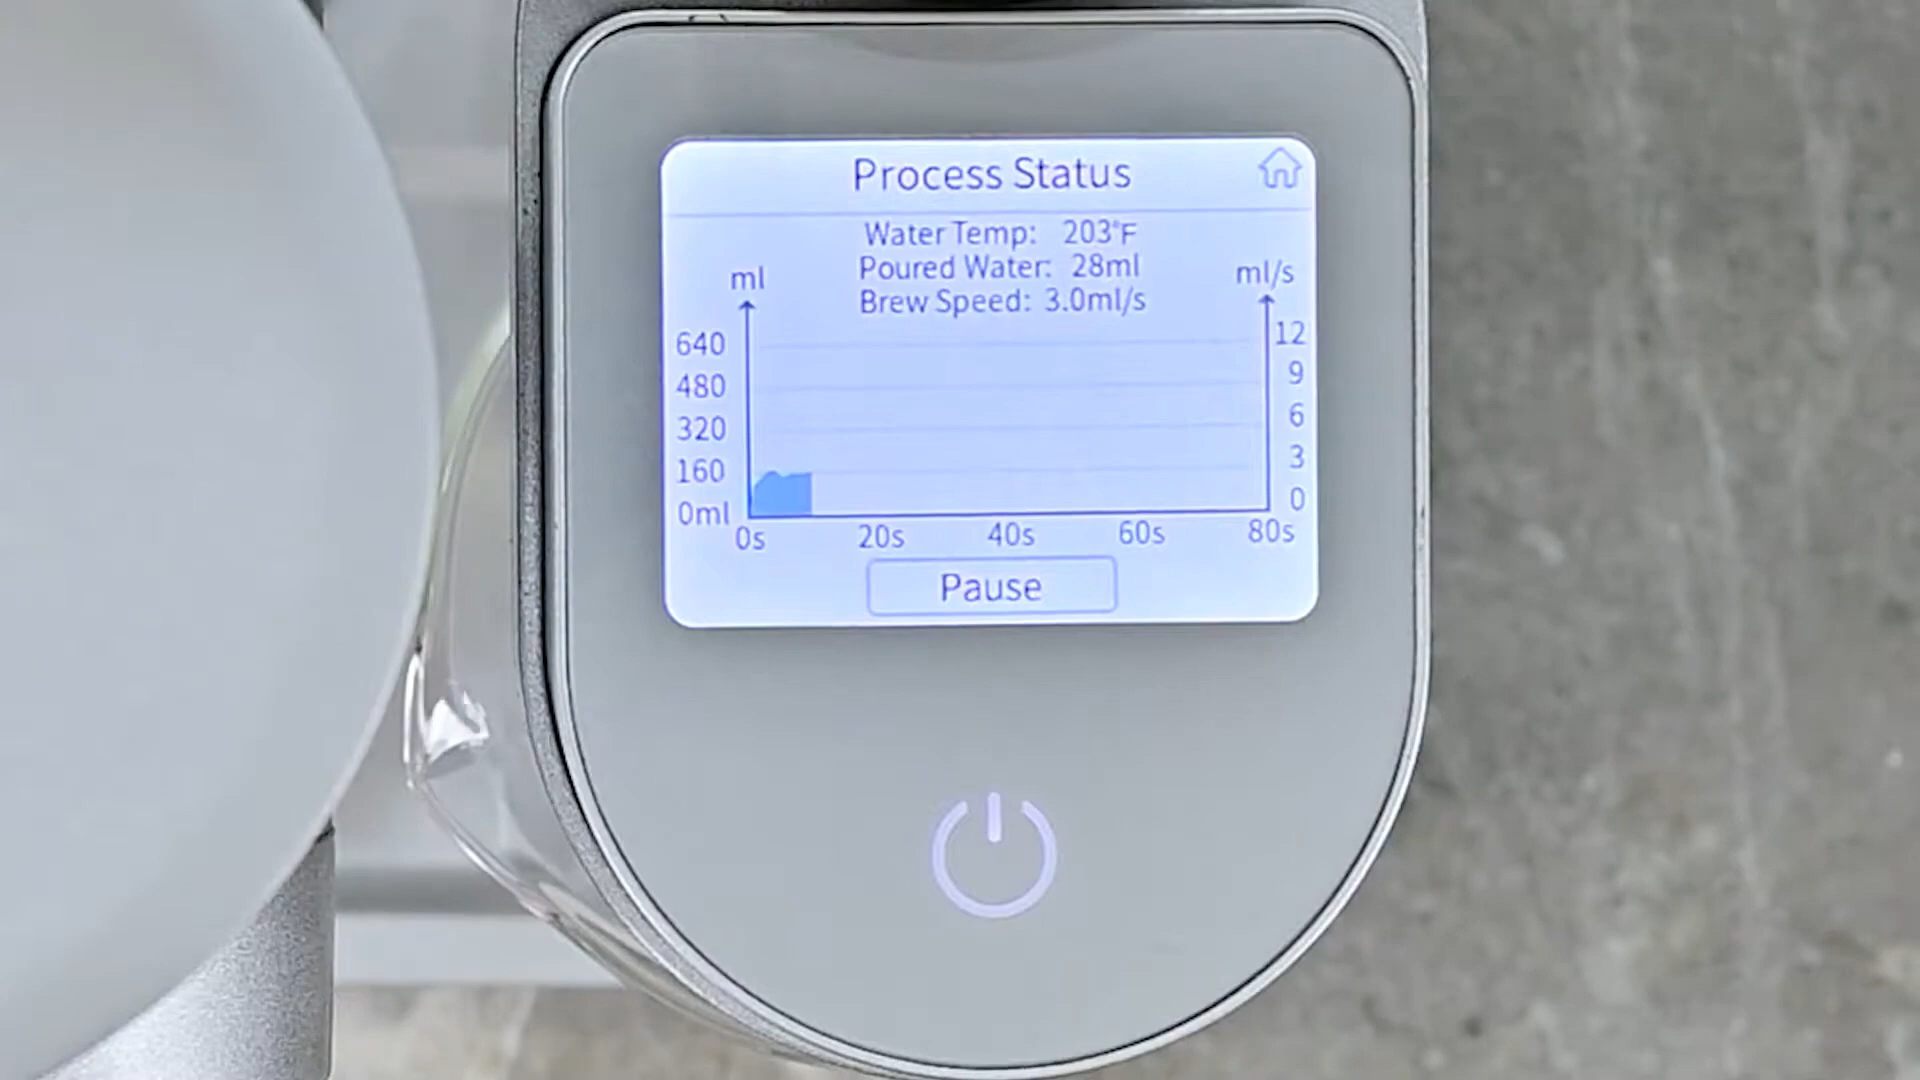 Process Status
Water Temp: 203°F
Poured Water: 28ml
Brew Speed: 3.0ml/s
ml
ml/s
640
480
320
160
0ml
12
9
6
3
0
0s 20s 40s 60s 80s
Pause